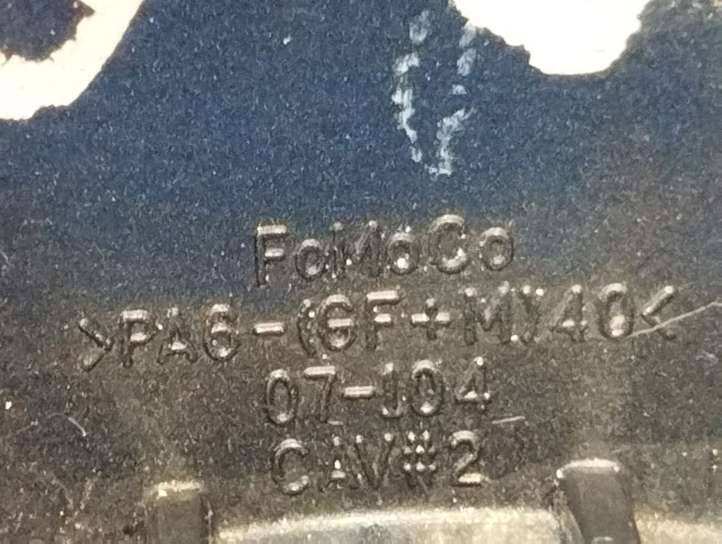 FoMoCo
>PA6-(GF+M)40<
07-104
CAV#2